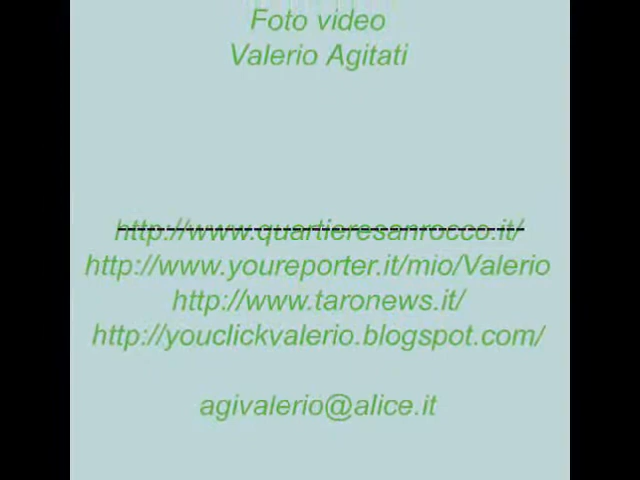 Foto video
Valerio Agitati
http://www.quartieresanrocco.it/
http://www.youreporter.it/mio/Valerio
http://www.taronews.it/
http://youclickvalerio.blogspot.com/
agivalerio@alice.it